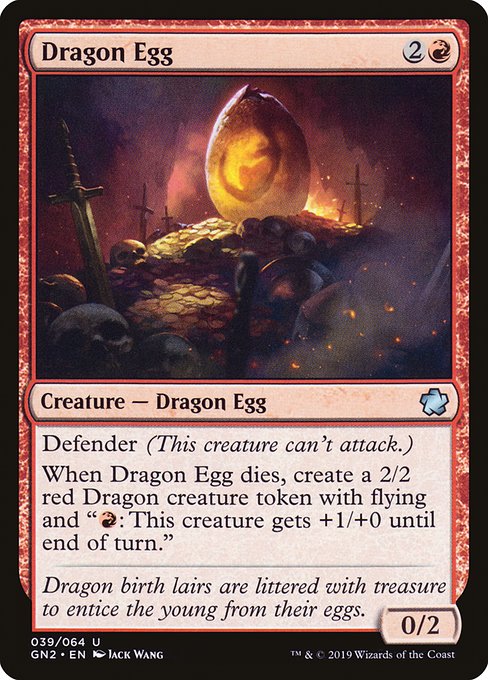 Dragon Egg 2
Creature — Dragon Egg
Defender (This creature can't attack.)
When Dragon Egg dies, create a 2/2
red Dragon creature token with flying
and “: This creature gets +1/+0 until
end of turn.”
Dragon birth lairs are littered with treasure
to entice the young from their eggs.
0/2
039/064 U
GN2 • EN Jack Wang
™ & © 2019 Wizards of the Coast